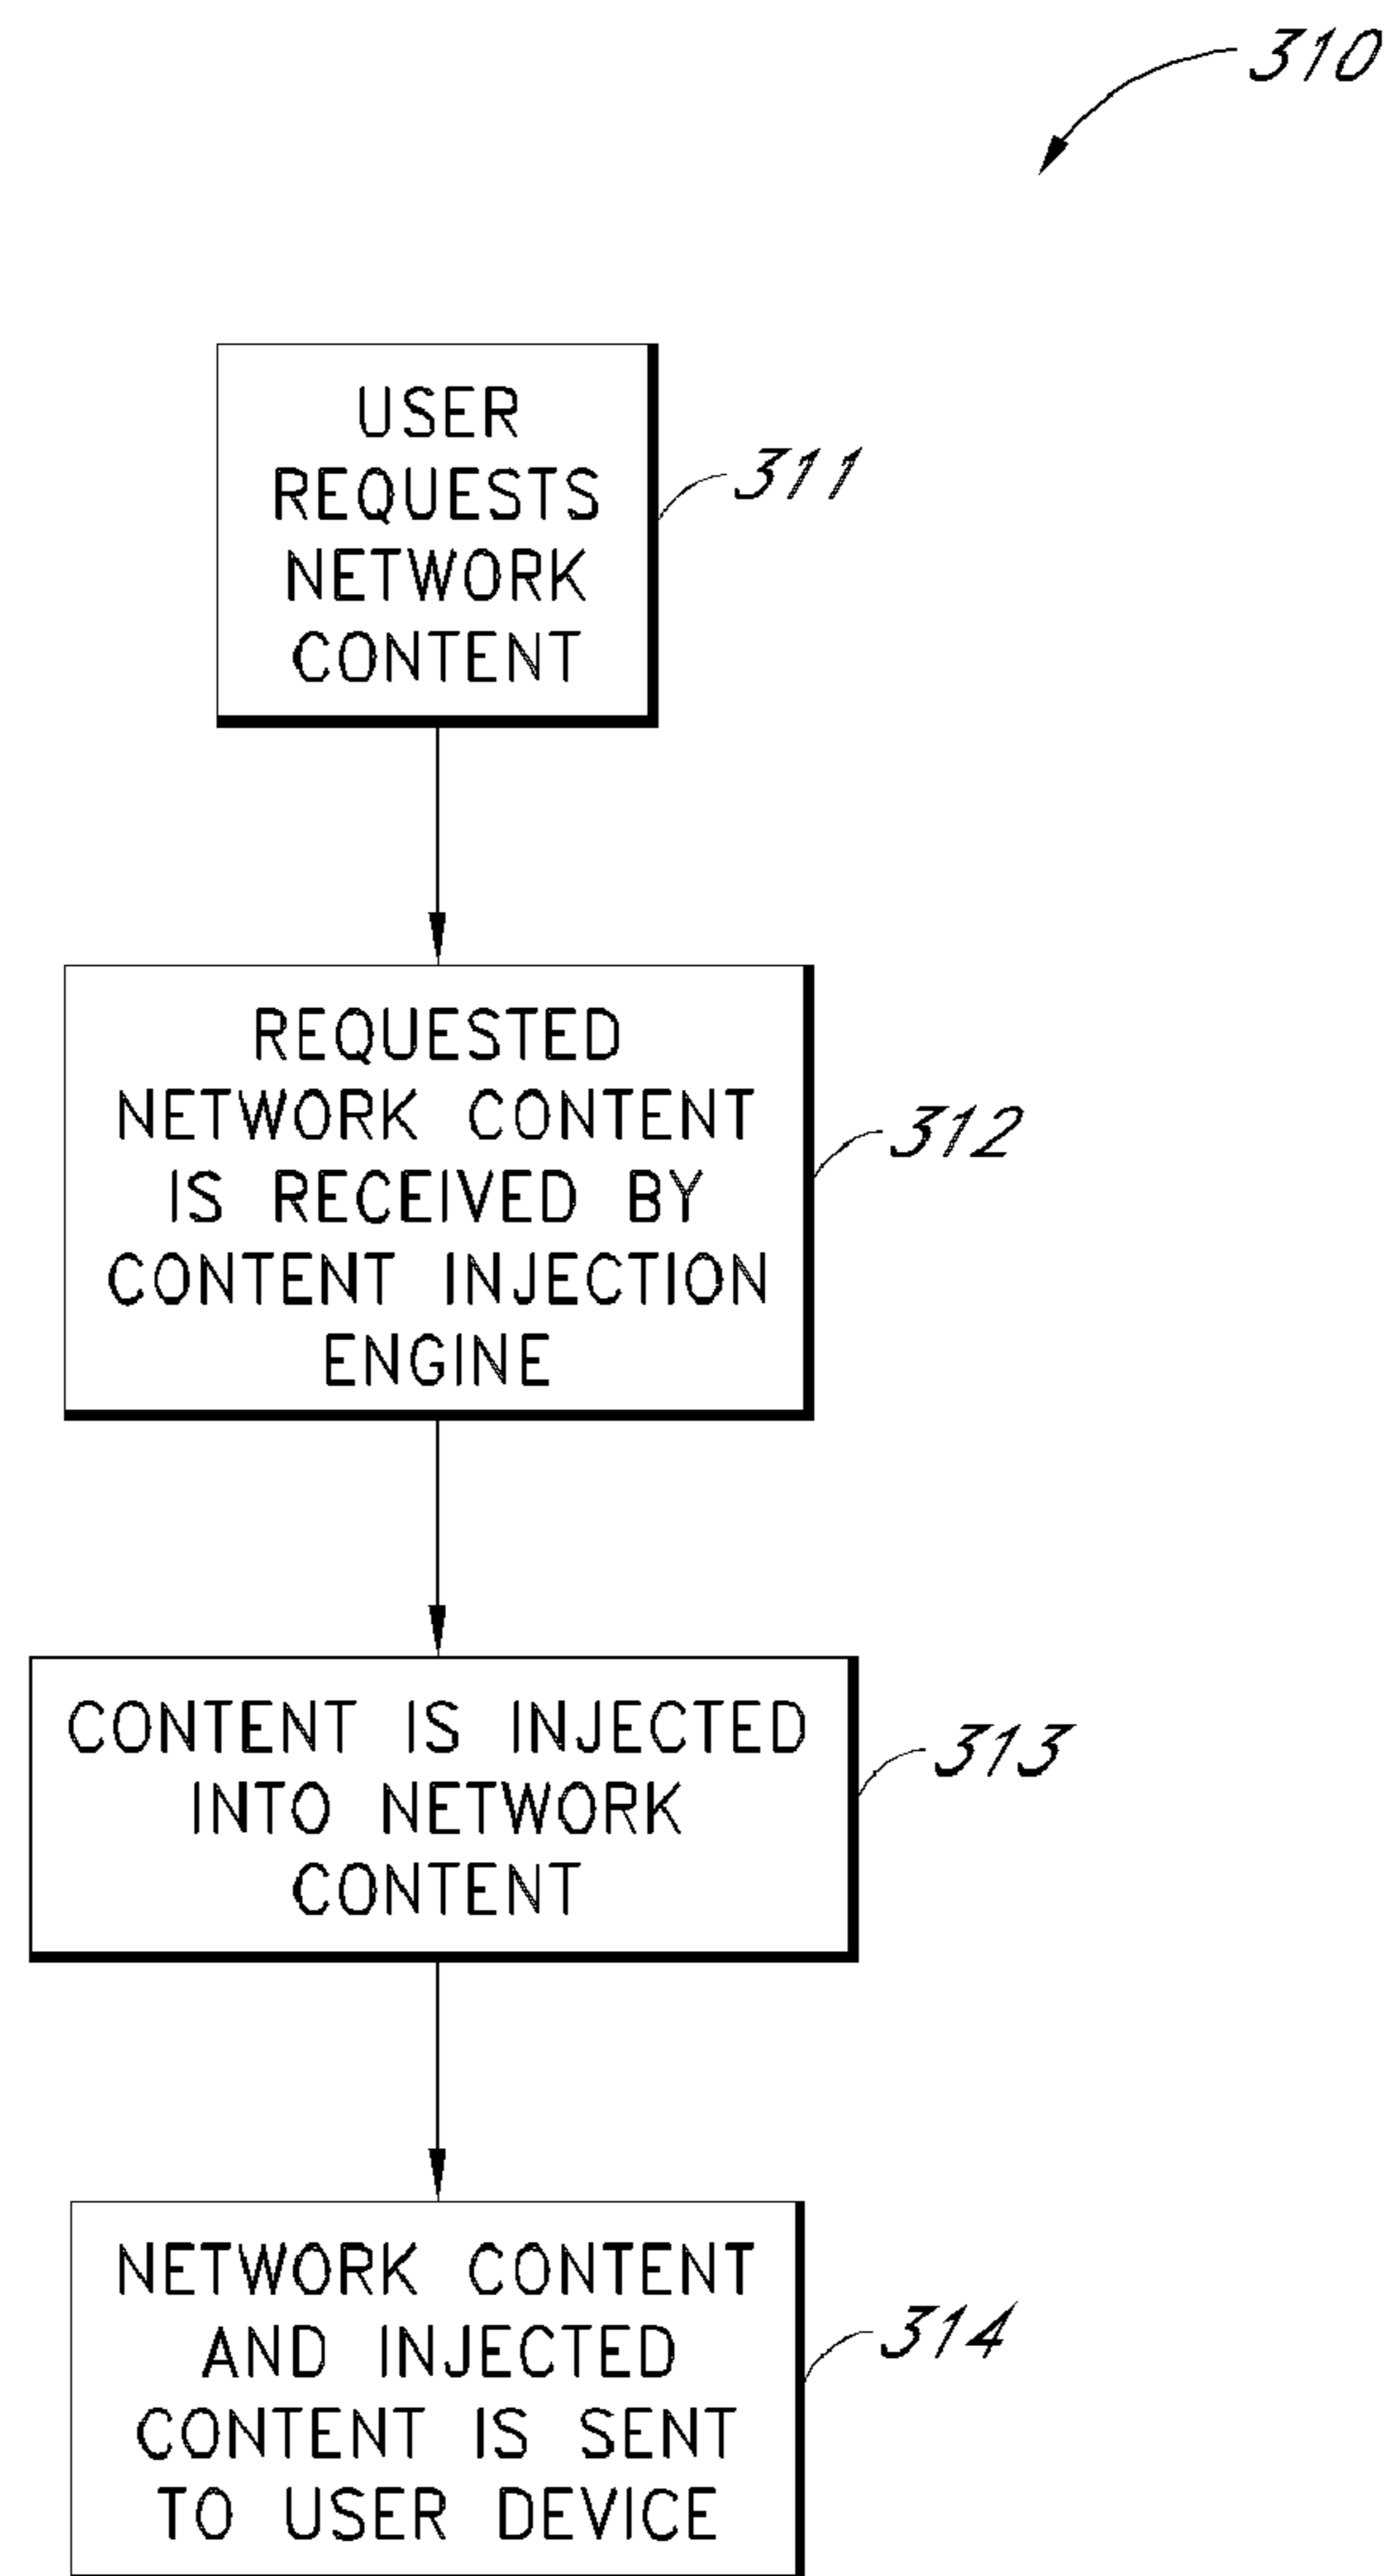 310
USER
REQUESTS
NETWORK
CONTENT
311
REQUESTED
NETWORK CONTENT
IS RECEIVED BY
CONTENT INJECTION
ENGINE
312
CONTENT IS INJECTED
INTO NETWORK
CONTENT
313
NETWORK CONTENT
AND INJECTED
CONTENT IS SENT
TO USER DEVICE
314